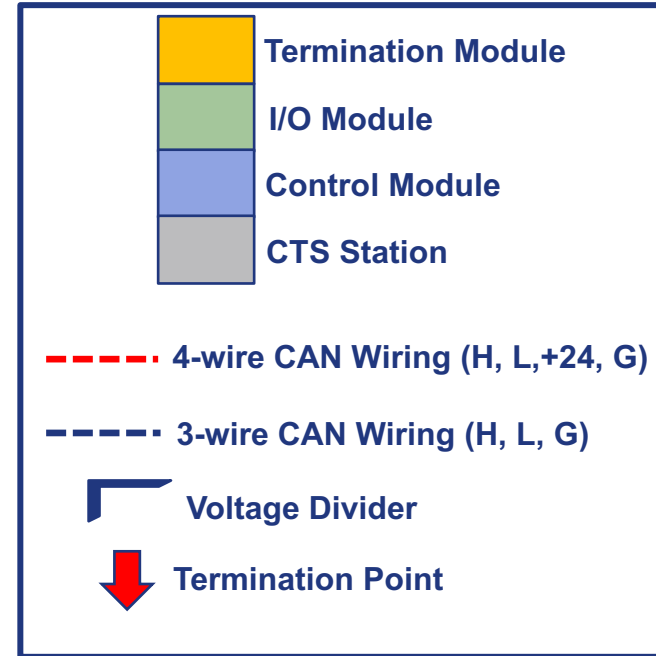 Termination Module
I/O Module
Control Module
CTS Station
4-wire CAN Wiring (H, L,+24, G)
3-wire CAN Wiring (H, L, G)
Voltage Divider
Termination Point